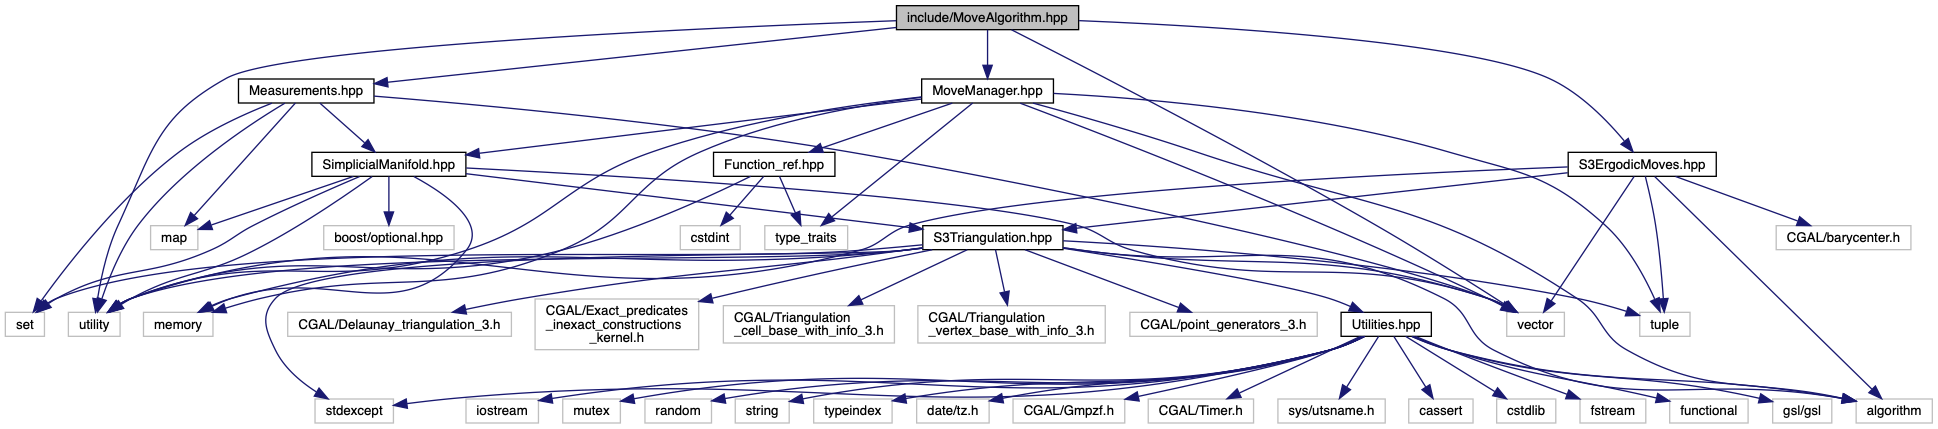 include/MoveAlgorithm.hpp
Measurements.hpp
MoveManager.hpp
SimplicialManifold.hpp
Function_ref.hpp
S3ErgodicMoves.hpp
map
boost/optional.hpp
cstdint
type_traits
S3Triangulation.hpp
CGAL/barycenter.h
set
utility
memory
CGAL/Delaunay_triangulation_3.h
CGAL/Exact_predicates
_inexact_constructions
_kernel.h
CGAL/Triangulation
_cell_base_with_info_3.h
CGAL/Triangulation
_vertex_base_with_info_3.h
CGAL/point_generators_3.h
Utilities.hpp
vector
tuple
stdexcept
iostream
mutex
random
string
typeindex
date/tz.h
CGAL/Gmpzf.h
CGAL/Timer.h
sys/utsname.h
cassert
cstdlib
fstream
functional
gsl/gsl
algorithm